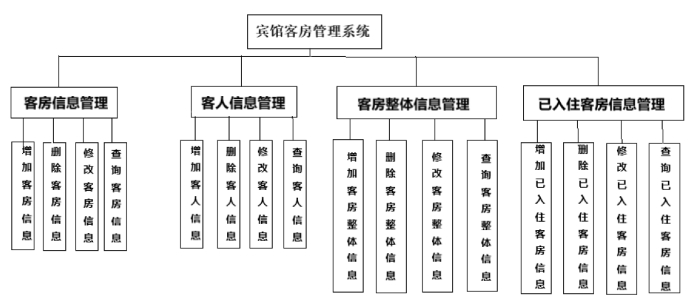 宾馆客房管理系统
客房信息管理
客人信息管理
客房整体信息管理
已入住客房信息管理
增加客房信息
删除客房信息
修改客房信息
查询客房信息
增加客人信息
删除客人信息
修改客人信息
查询客人信息
增加客房整体信息
删除客房整体信息
修改客房整体信息
查询客房整体信息
增加已入住客房信息
删除已入住客房信息
修改已入住客房信息
查询已入住客房信息